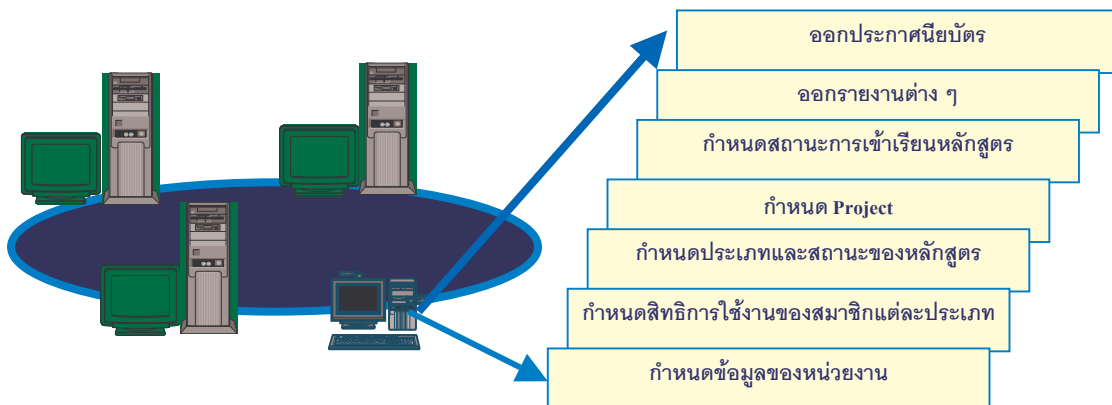 ออกประกาศนียบัตร
ออกรายงานต่าง ๆ
กำหนดสถานะการเข้าเรียนหลักสูตร
กำหนด Project
กำหนดประเภทและสถานะของหลักสูตร
กำหนดสิทธิการใช้งานของสมาชิกแต่ละประเภท
กำหนดข้อมูลของหน่วยงาน